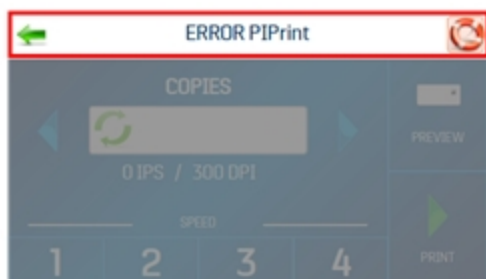 ERROR PIPrint
COPIES
PREVIEW
0 IPS / 300 DPI
SPEED
1 2 3 4
PRINT